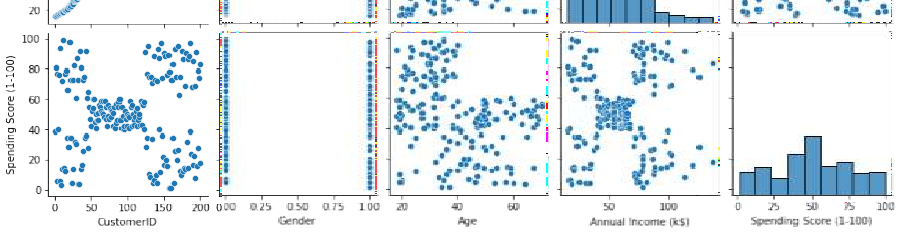 20
100
80
60
40
20
0
Spending Score (1-100)
0 50 100 150 200
0.00 0.25 0.50 0.75 1.00
20 40 60
50 100
0 25 50 75 100
CustomerID Gender Age Annual Income (k$) Spending Score (1-100)